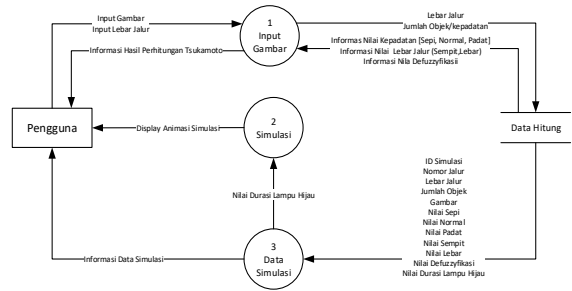 Input Gambar
Input Lebar Jalur
1
Input
Gambar
Lebar Jalur
Jumlah Objek/kepadatan
Informasi Hasil Perhitungan Tsukamoto
Informas Nilai Kepadatan [Sepi, Normal, Padat]
Informasi Nilai Lebar Jalur (Sempit,Lebar)
Informasi Nila Defuzzyfikasii
Pengguna
Display Animasi Simulasi
2
Simulasi
Data Hitung
Nilai Durasi Lampu Hijau
ID Simulasi
Nomor Jalur
Lebar Jalur
Jumlah Objek
Gambar
Nilai Sepi
Nilai Normal
Nilai Padat
Nilai Sempit
Nilai Lebar
Nilai Defuzzyfikasi
Nilai Durasi Lampu Hijau
Informasi Data Simulasi
3
Data
Simulasi